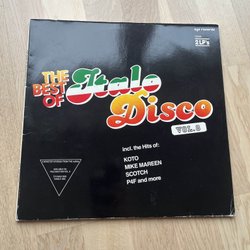 2 LP's
THE
BEST
OF
Italo
Disco
VOL. 3
incl. the Hits of:
KOTO
MIKE MAREEN
SCOTCH
P4F and more